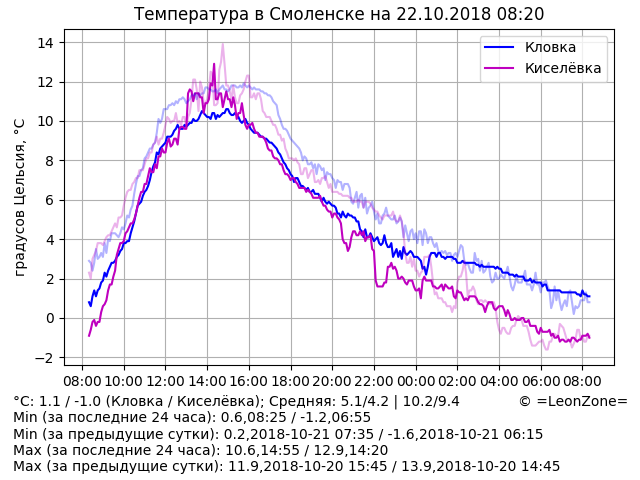 Температура в Смоленске на 22.10.2018 08:20
Кловка
Киселёвка
градусов Цельсия, °C
14
12
10
8
6
4
2
0
−2
08:00 10:00 12:00 14:00 16:00 18:00 20:00 22:00 00:00 02:00 04:00 06:00 08:00
°C: 1.1 / -1.0 (Кловка / Киселёвка); Средняя: 5.1/4.2 | 10.2/9.4 © =LeonZone=
Min (за последние 24 часа): 0.6,08:25 / -1.2,06:55
Min (за предыдущие сутки): 0.2,2018-10-21 07:35 / -1.6,2018-10-21 06:15
Max (за последние 24 часа): 10.6,14:55 / 12.9,14:20
Max (за предыдущие сутки): 11.9,2018-10-20 15:45 / 13.9,2018-10-20 14:45